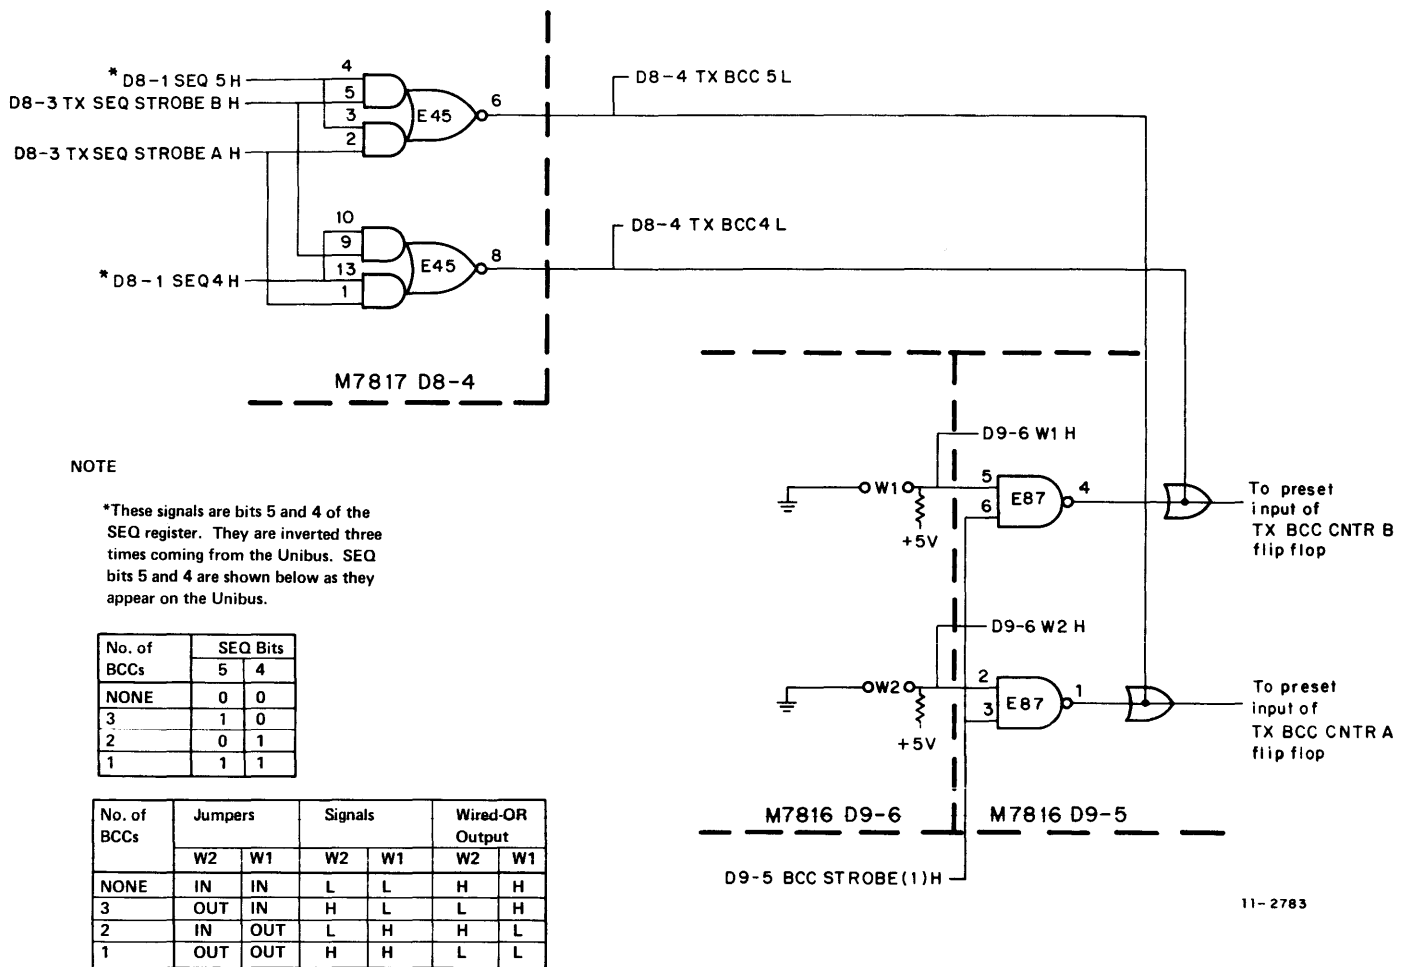 *D8-1 SEQ 5 H
D8-3 TX SEQ STROBE B H
D8-3 TX SEQ STROBE A H
4
5
3
2
E45
6
D8-4 TX BCC 5 L
*D8-1 SEQ 4 H
10
9
13
1
E45
8
D8-4 TX BCC 4 L
M7817 D8-4
D9-6 W1 H
W1
+5V
5
6
E87
4
To preset
input of
TX BCC CNTR B
flip flop
D9-6 W2 H
W2
+5V
2
3
E87
1
To preset
input of
TX BCC CNTR A
flip flop
M7816 D9-6
M7816 D9-5
D9-5 BCC STROBE (1) H
11-2783
NOTE
*These signals are bits 5 and 4 of the
SEQ register. They are inverted three
times coming from the Unibus. SEQ
bits 5 and 4 are shown below as they
appear on the Unibus.
No. of BCCs SEQ Bits
5 4
NONE 0 0
3 1 0
2 0 1
1 1 1
No. of BCCs Jumpers Signals Wired-OR Output
W2 W1 W2 W1 W2 W1
NONE IN IN L L H H
3 OUT IN H L L H
2 IN OUT L H H L
1 OUT OUT H H L L